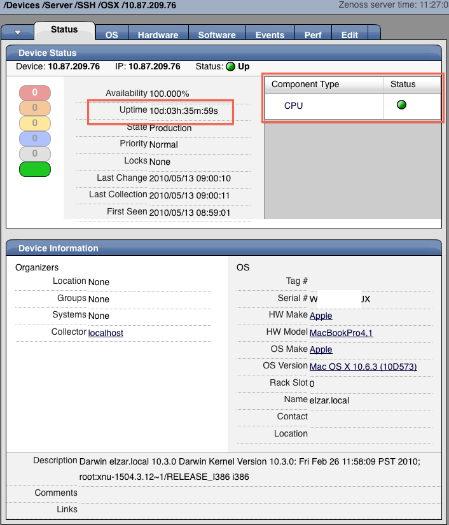 /Devices /Server /SSH /OSX /10.87.209.76 Zenoss server time: 11:27:0
Status OS Hardware Software Events Perf Edit
Device Status
Device: 10.87.209.76 IP: 10.87.209.76 Status: Up
0
0
0
0
0
Availability 100.000%
Uptime 10d:03h:35m:59s
State Production
Priority Normal
Locks None
Last Change 2010/05/13 09:00:10
Last Collection 2010/05/13 09:00:11
First Seen 2010/05/13 08:59:01
Component Type Status
CPU
Device Information
Organizers
Location None
Groups None
Systems None
Collector localhost
OS
Tag #
Serial # W JX
HW Make Apple
HW Model MacBookPro4,1
OS Make Apple
OS Version Mac OS X 10.6.3 (10D573)
Rack Slot 0
Name elzar.local
Contact
Location
Description Darwin elzar.local 10.3.0 Darwin Kernel Version 10.3.0: Fri Feb 26 11:58:09 PST 2010;
root:xnu-1504.3.12~1/RELEASE_I386 i386
Comments
Links